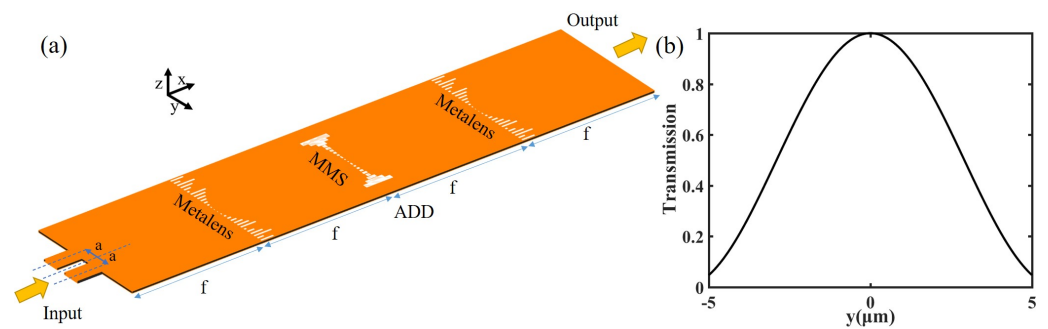 (a)
Output
z
x
y
Metalens
f
MMS
f
Metalens
ADD
f
a
a
f
Input
(b)
Transmission
1
0.8
0.6
0.4
0.2
0
-5
0
5
y(μm)